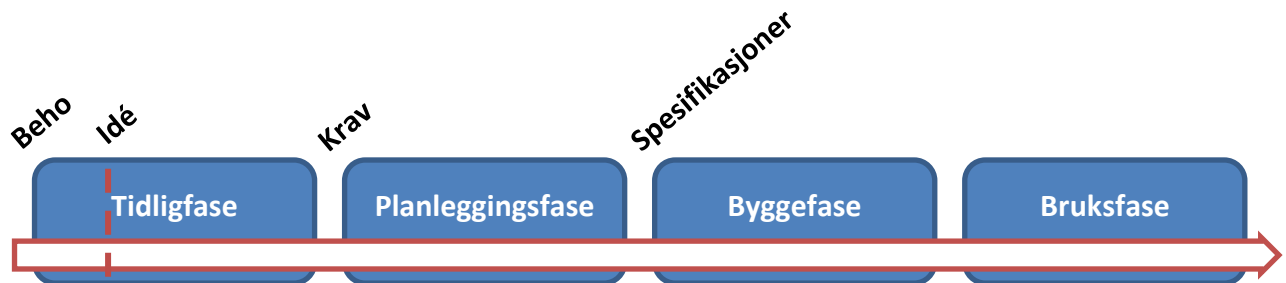 Beho
Idé
Krav
Spesifikasjoner
Tidligfase
Planleggingsfase
Byggefase
Bruksfase